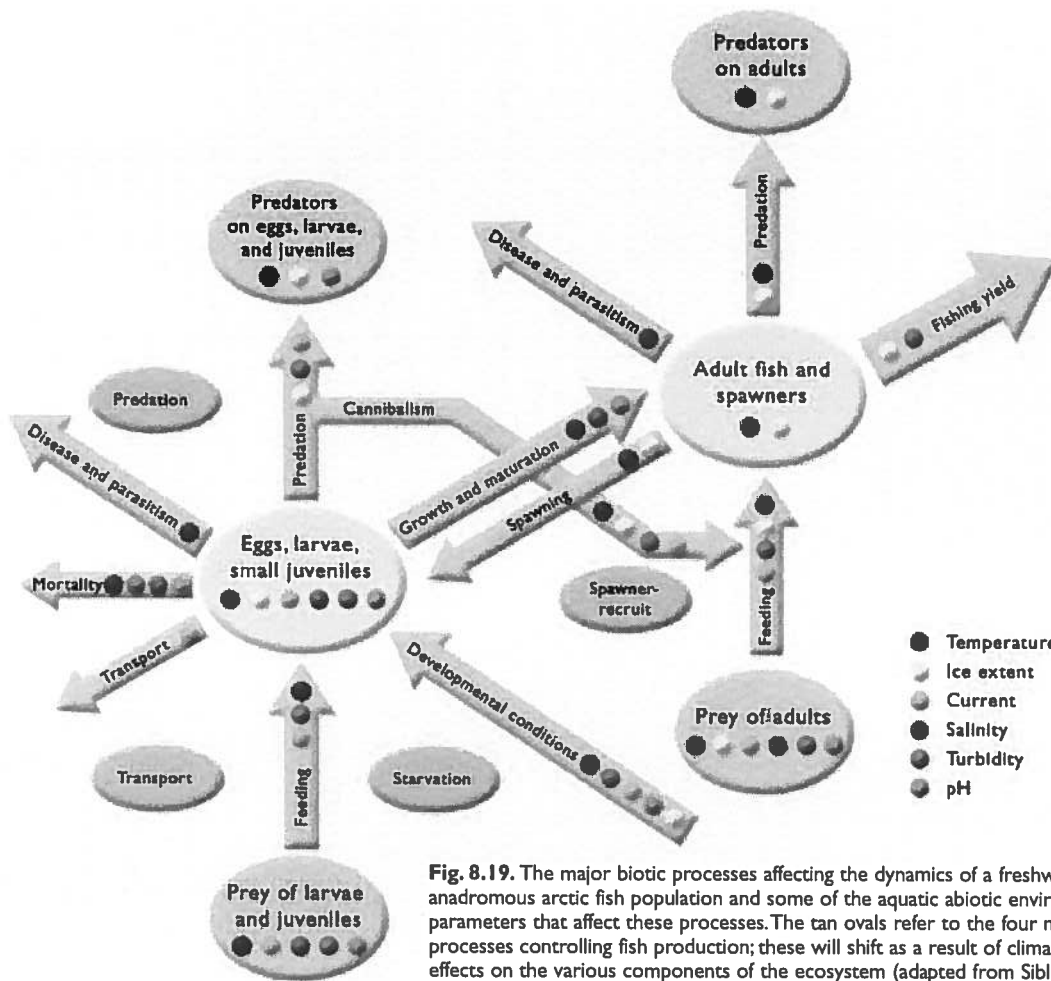 Predators
on adults
Predation
Predators
on eggs, larvae,
and juveniles
Disease and parasitism
Fishing yield
Adult fish and
spawners
Predation
Cannibalism
Predation
Disease and parasitism
Growth and maturation
Spawning
Eggs, larvae,
small juveniles
Mortality
Spawner-
recruit
Feeding
Transport
Developmental conditions
Prey of adults
Temperature
Ice extent
Current
Salinity
Turbidity
pH
Transport
Feeding
Starvation
Prey of larvae
and juveniles
Fig. 8.19. The major biotic processes affecting the dynamics of a freshw
anadromous arctic fish population and some of the aquatic abiotic envir
parameters that affect these processes. The tan ovals refer to the four m
processes controlling fish production; these will shift as a result of clima
effects on the various components of the ecosystem (adapted from Sibl